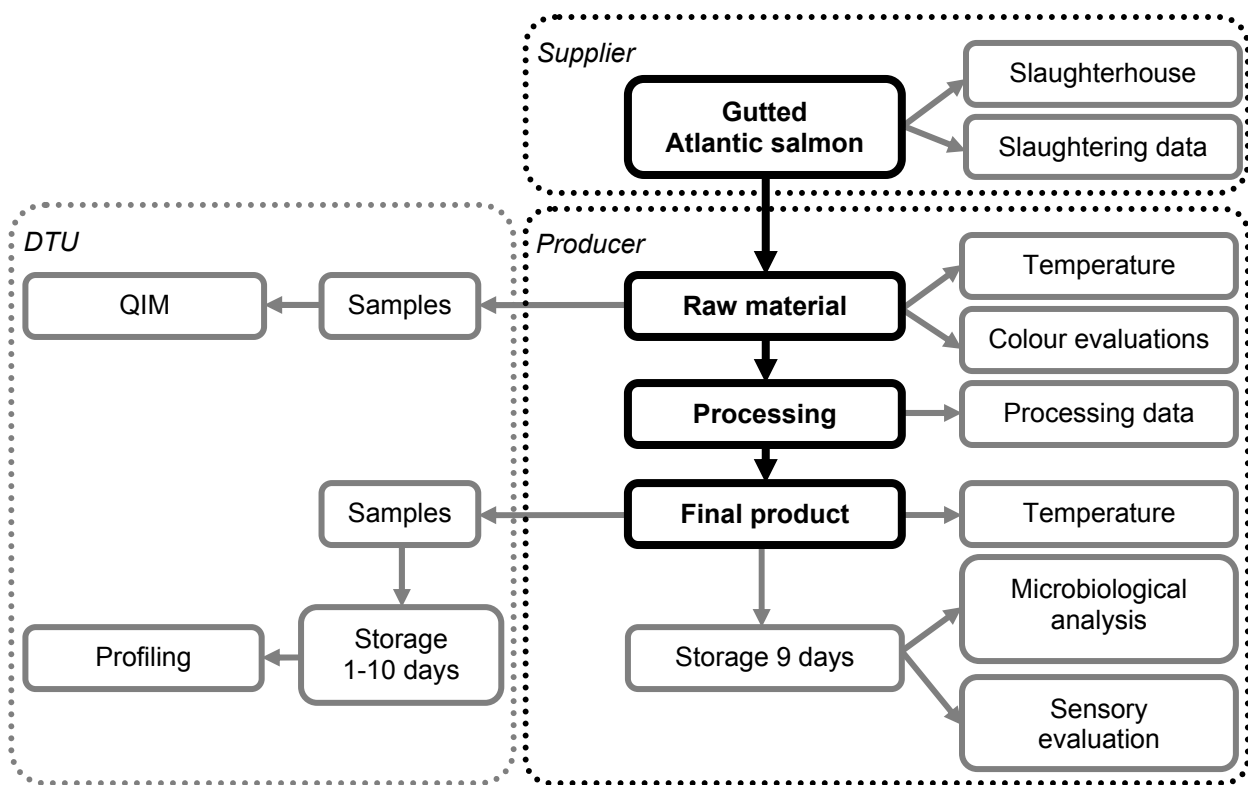 Supplier
Gutted
Atlantic salmon
Slaughterhouse
Slaughtering data
DTU
Producer
QIM
Samples
Raw material
Temperature
Colour evaluations
Processing
Processing data
Samples
Final product
Temperature
Profiling
Storage
1-10 days
Storage 9 days
Microbiological
analysis
Sensory
evaluation